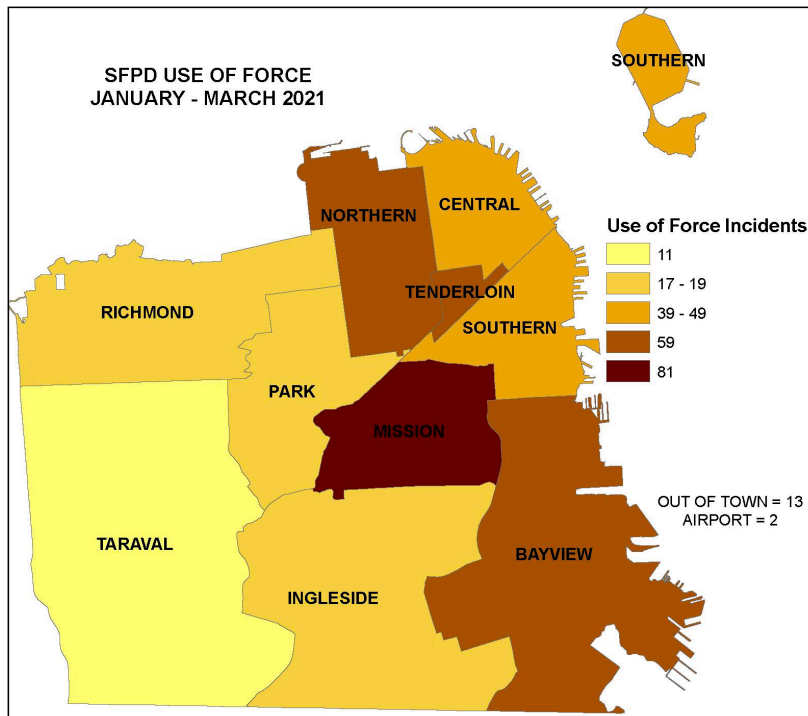 SFPD USE OF FORCE
JANUARY - MARCH 2021
SOUTHERN
CENTRAL
NORTHERN
Use of Force Incidents
11
17 - 19
39 - 49
59
81
TENDERLOIN
RICHMOND
SOUTHERN
PARK
MISSION
OUT OF TOWN = 13
AIRPORT = 2
TARAVAL
BAYVIEW
INGLESIDE